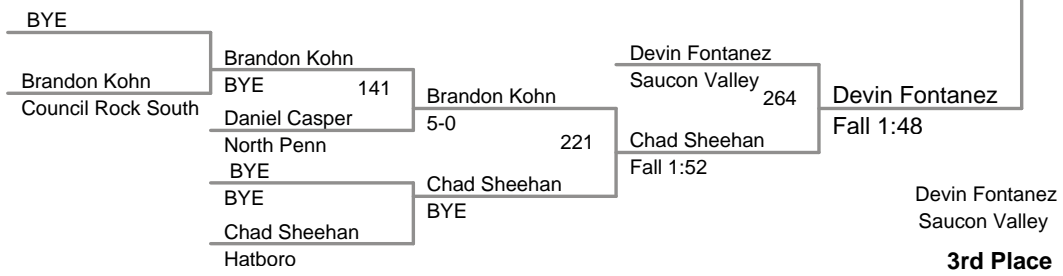 BYE
Brandon Kohn
Council Rock South
Brandon Kohn
BYE
141
Daniel Casper
North Penn
BYE
BYE
Chad Sheehan
Hatboro
Brandon Kohn
5-0
221
Chad Sheehan
BYE
Devin Fontanez
Saucon Valley
264
Chad Sheehan
Fall 1:52
Devin Fontanez
Fall 1:48
Devin Fontanez
Saucon Valley
3rd Place